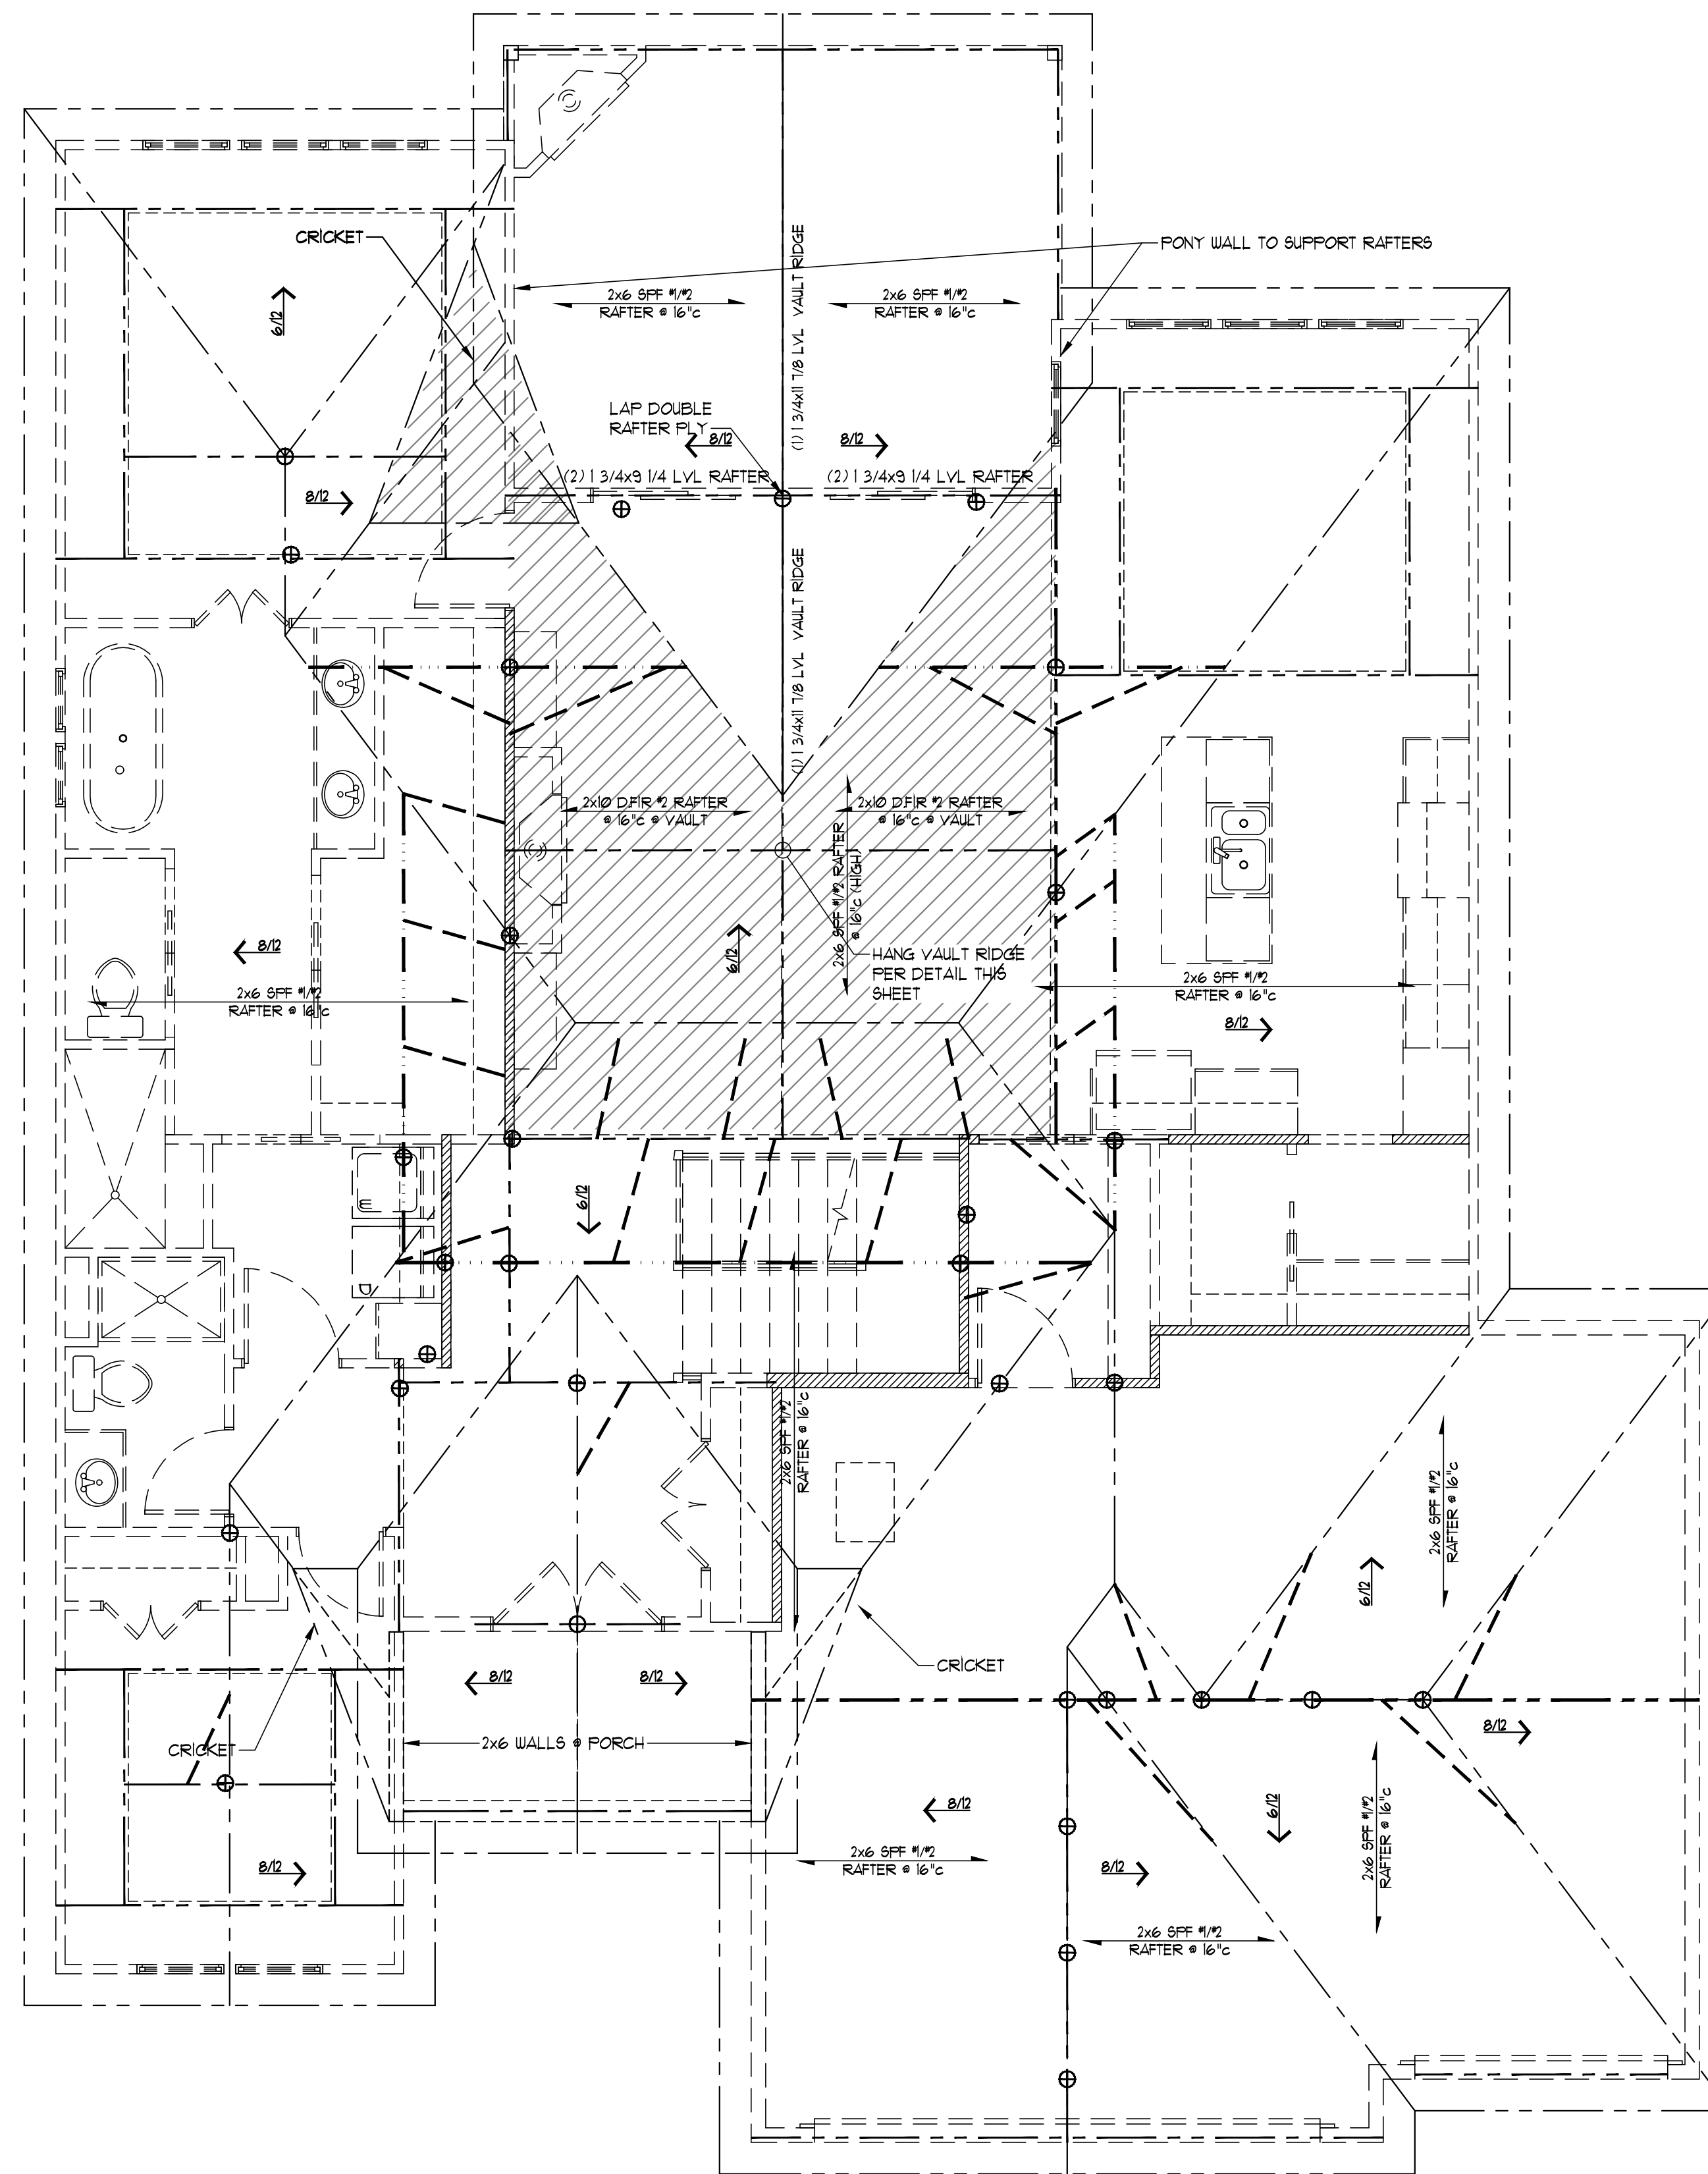 CRICKET
PONY WALL TO SUPPORT RAFTERS
6/12
2x6 SPF #1/#2
RAFTER @ 16"c
2x6 SPF #1/#2
RAFTER @ 16"c
(1) 1 3/4x11 7/8 LVL VAULT RIDGE
LAP DOUBLE
RAFTER PLY
8/12
8/12
(2) 1 3/4x9 1/4 LVL RAFTER
(2) 1 3/4x9 1/4 LVL RAFTER
8/12
(1) 1 3/4x11 7/8 LVL VAULT RIDGE
2x10 D.FIR #2 RAFTER
@ 16"c @ VAULT
2x10 D.FIR #2 RAFTER
@ 16"c @ VAULT
2x6 SPF #1/#2 RAFTER
@ 16"c (HIGH)
8/12
6/12
HANG VAULT RIDGE
PER DETAIL THIS
SHEET
2x6 SPF #1/#2
RAFTER @ 16"c
2x6 SPF #1/#2
RAFTER @ 16"c
8/12
W
6/12
D
2x6 SPF #1/#2
RAFTER @ 16"c
2x6 SPF #1/#2
RAFTER @ 16"c
6/12
CRICKET
8/12
8/12
8/12
CRICKET
2x6 WALLS @ PORCH
8/12
6/12
2x6 SPF #1/#2
RAFTER @ 16"c
2x6 SPF #1/#2
RAFTER @ 16"c
8/12
8/12
2x6 SPF #1/#2
RAFTER @ 16"c